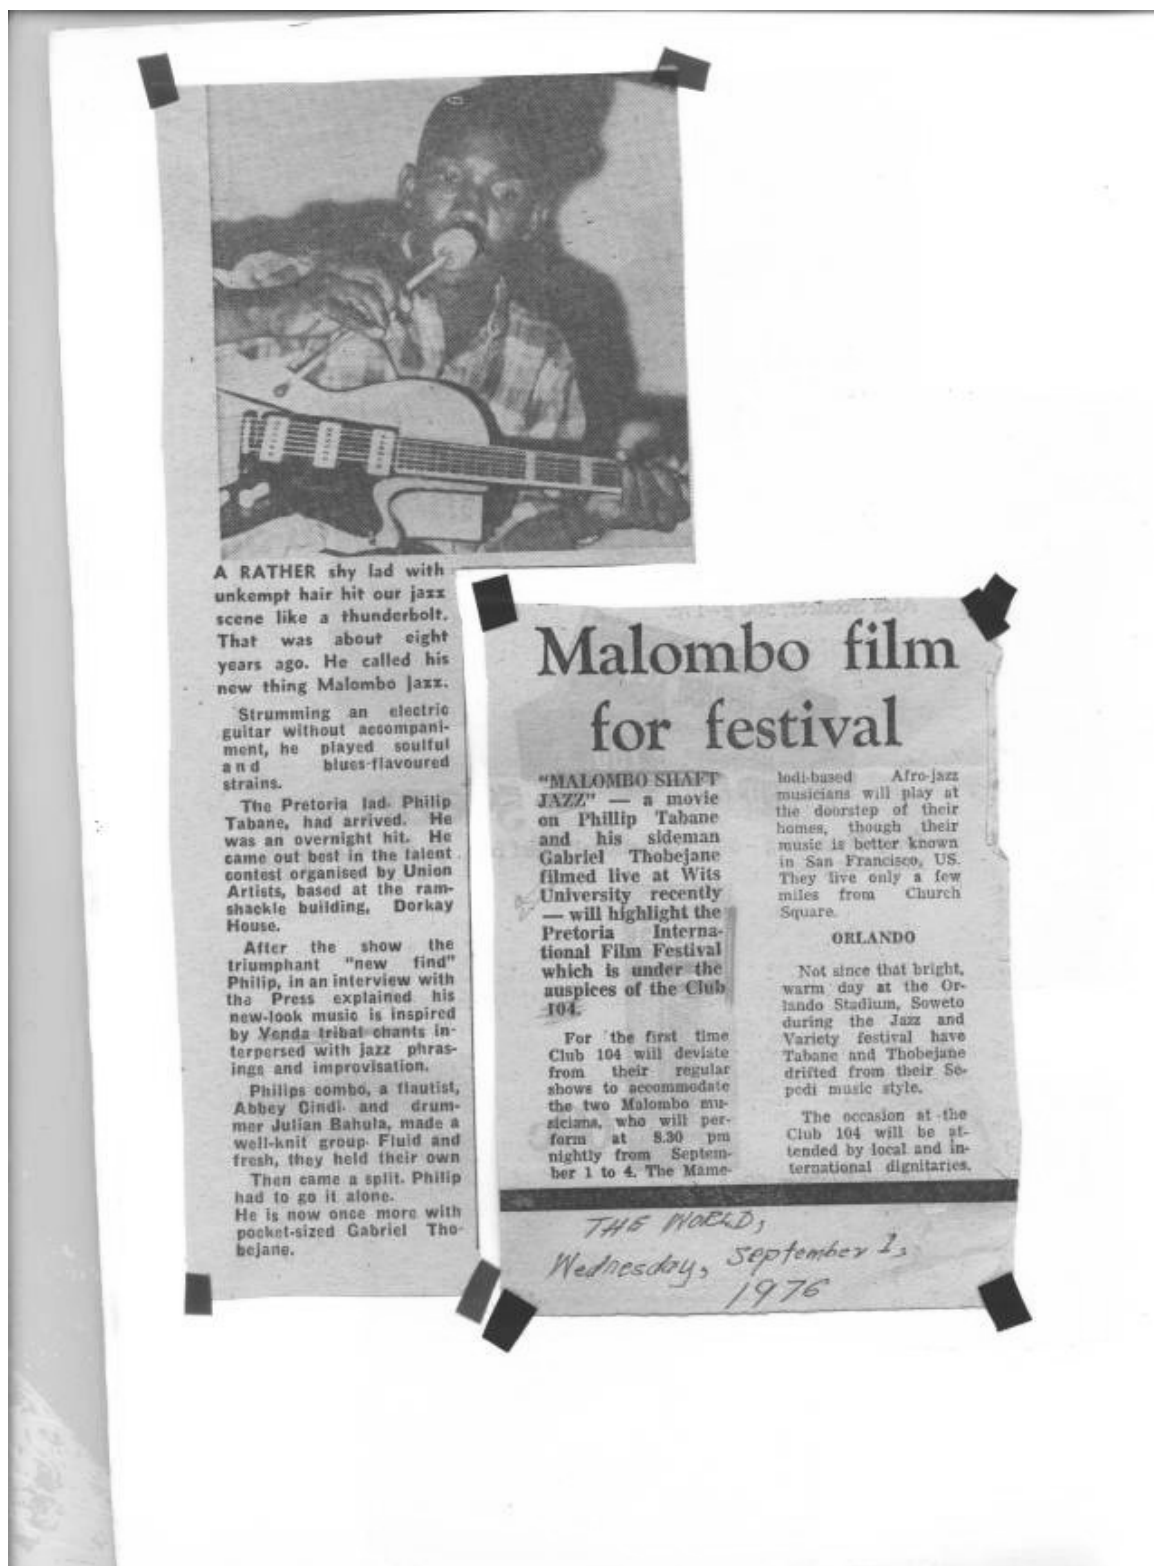 A RATHER shy lad with
unkempt hair hit our jazz
scene like a thunderbolt.
That was about eight
years ago. He called his
new thing Malombo Jazz.
Strumming an electric
guitar without accompani-
ment, he played soulful
and blues-flavoured
strains.
The Pretoria lad. Philip
Tabane, had arrived. He
was an overnight hit. He
came out best in the talent
contest organised by Union
Artists, based at the ram-
shackle building, Dorkay
House.
After the show the
triumphant "new find"
Philip, in an interview with
the Press explained his
new-look music is inspired
by Venda tribal chants in-
terpersed with jazz phras-
ings and improvisation.
Philips combo, a flautist,
Abbey Cindi. and drum-
mer Julian Bahula, made a
well-knit group. Fluid and
fresh, they held their own
Then came a split. Philip
had to go it alone.
He is now once more with
pocket-sized Gabriel Tho-
bejane.
Malombo film
for festival
"MALOMBO SHAFT
JAZZ" — a movie
on Phillip Tabane
and his sideman
Gabriel Thobejane
filmed live at Wits
University recently
— will highlight the
Pretoria Interna-
tional Film Festival
which is under the
auspices of the Club
104.
For the first time
Club 104 will deviate
from their regular
shows to accommodate
the two Malombo mu-
sicians, who will per-
form at 8.30 pm
nightly from Septem-
ber 1 to 4. The Mame-
lodi-based Afro-jazz
musicians will play at
the doorstep of their
homes, though their
music is better known
in San Francisco, US.
They live only a few
miles from Church
Square.
ORLANDO
Not since that bright,
warm day at the Or-
lando Stadium, Soweto
during the Jazz and
Variety festival have
Tabane and Thobejane
drifted from their Se-
pedi music style.
The occasion at the
Club 104 will be at-
tended by local and in-
ternational dignitaries.
THE WORLD,
Wednesday, September 1,
1976